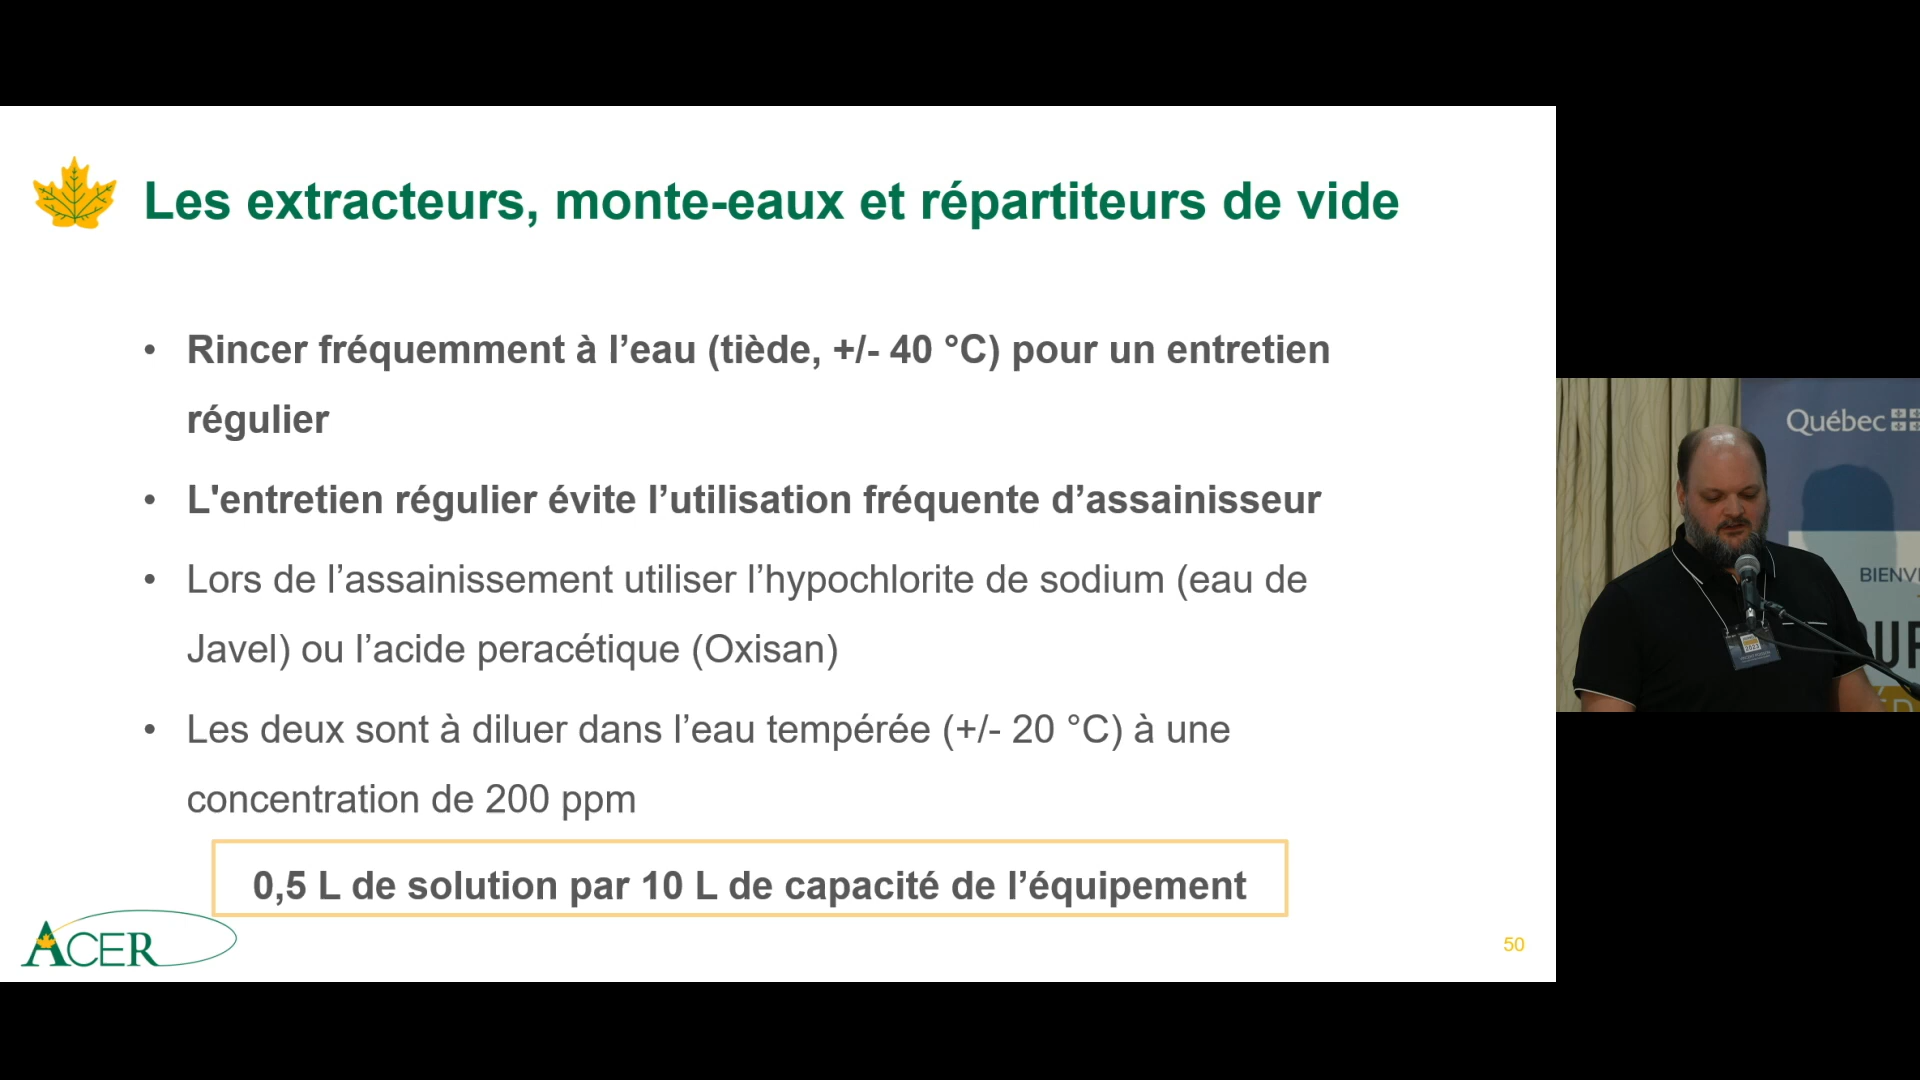 Les extracteurs, monte-eaux et répartiteurs de vide
• Rincer fréquemment à l’eau (tiède, +/- 40 °C) pour un entretien
régulier
• L'entretien régulier évite l’utilisation fréquente d’assainisseur
• Lors de l’assainissement utiliser l’hypochlorite de sodium (eau de
Javel) ou l’acide peracétique (Oxisan)
• Les deux sont à diluer dans l’eau tempérée (+/- 20 °C) à une
concentration de 200 ppm
0,5 L de solution par 10 L de capacité de l’équipement
ACER
50
Québec
BIENV
2023